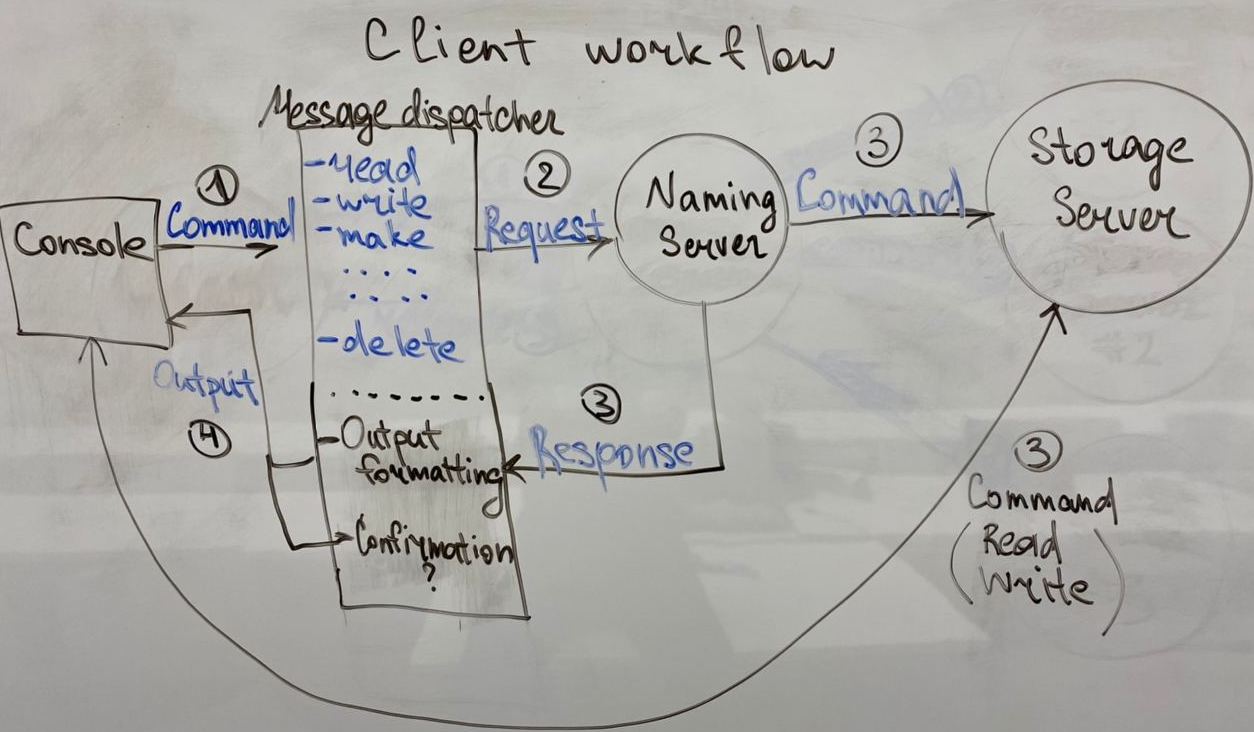 Client workflow
Message dispatcher
Console
①
Command
-read
-write
-make
....
....
-delete
........
-Output
formatting
Confirmation
?
②
Request
Naming
Server
③
Command
Storage
Server
③
Response
Output
④
③
Command
(Read
Write)